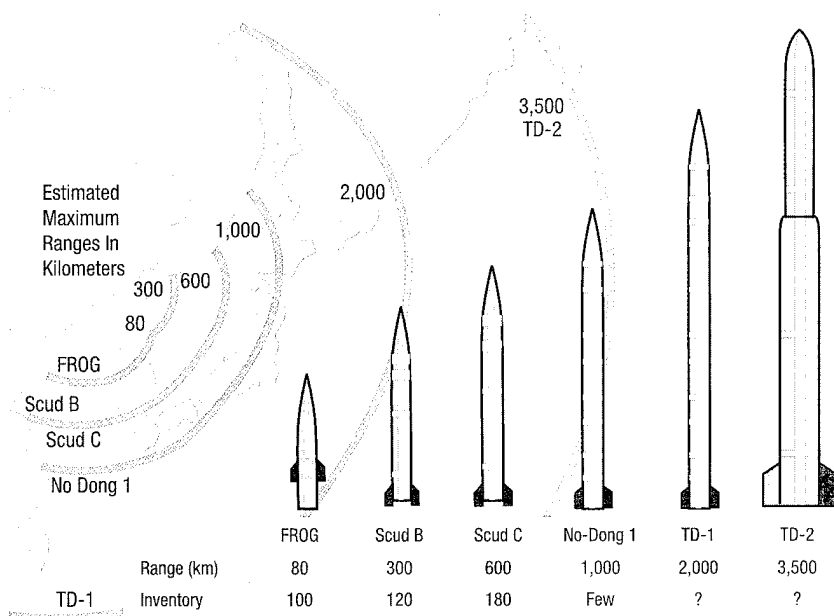 3,500
TD-2
Estimated
Maximum
Ranges In
Kilometers
2,000
1,000
300 600
80
FROG
Scud B
Scud C
No Dong 1
FROG Scud B Scud C No-Dong 1 TD-1 TD-2
Range (km) 80 300 600 1,000 2,000 3,500
TD-1 Inventory 100 120 180 Few ? ?